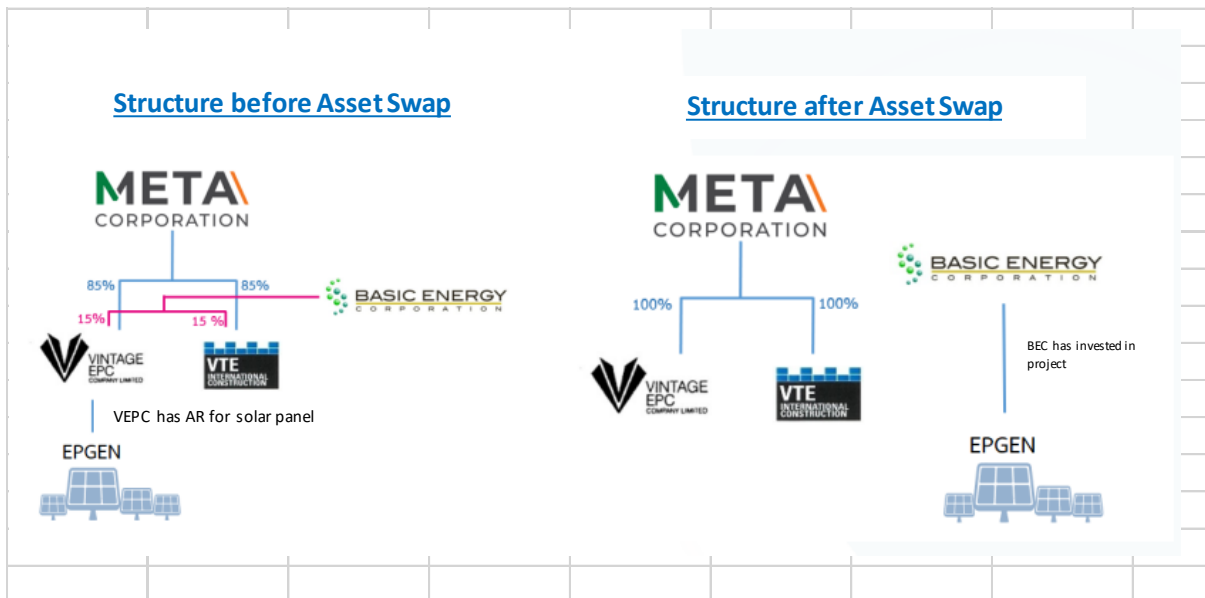 Structure before Asset Swap
META
CORPORATION
85%
85%
BASIC ENERGY
CORPORATION
15%
15 %
VINTAGE
EPC
COMPANY LIMITED
VTE
INTERNATIONAL
CONSTRUCTION
VEPC has AR for solar panel
EPGEN
Structure after Asset Swap
META
CORPORATION
BASIC ENERGY
CORPORATION
100%
100%
BEC has invested in
project
VINTAGE
EPC
COMPANY LIMITED
VTE
INTERNATIONAL
CONSTRUCTION
EPGEN